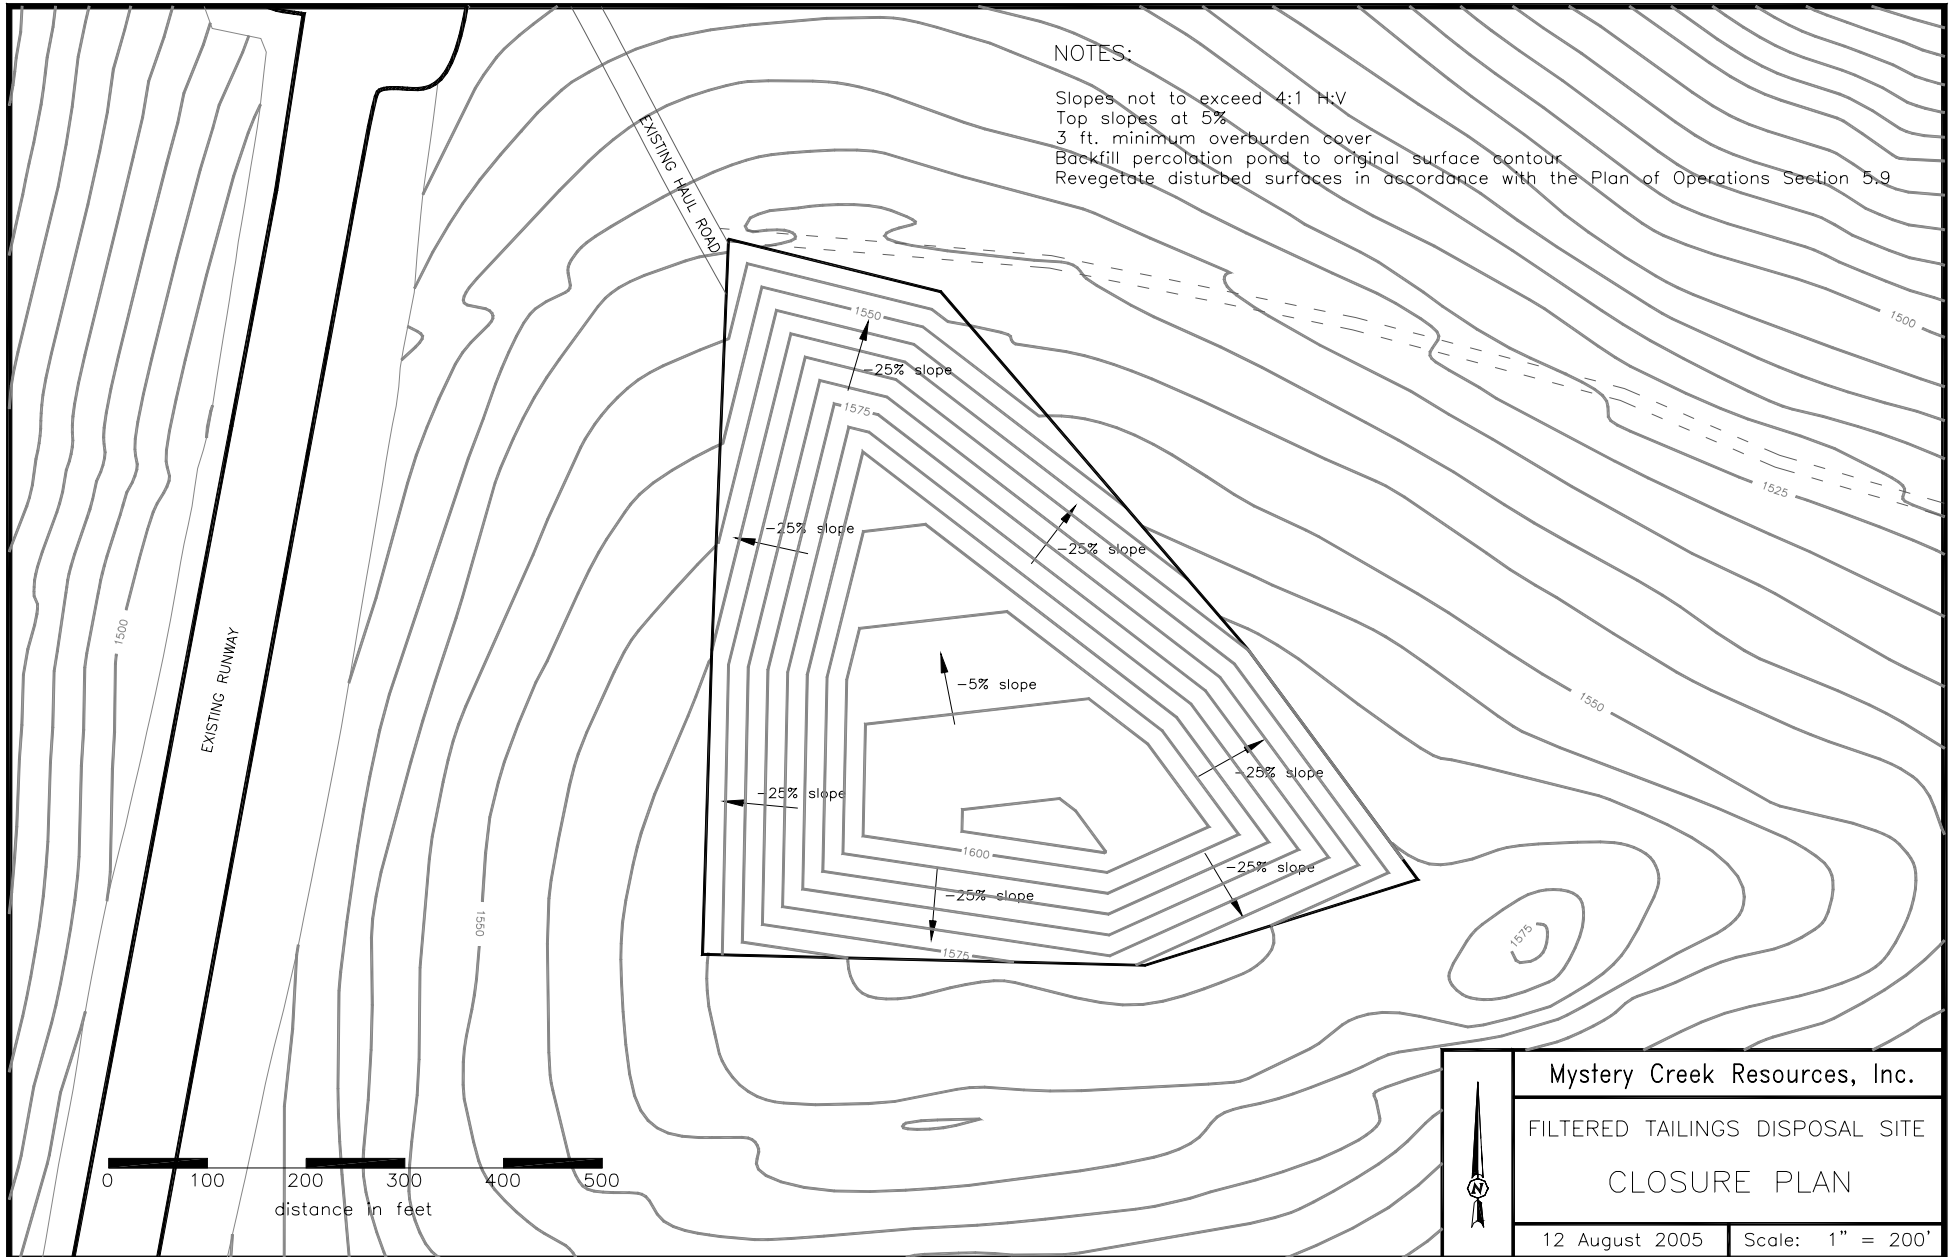 NOTES:
Slopes not to exceed 4:1 H:V
Top slopes at 5%
3 ft. minimum overburden cover
Backfill percolation pond to original surface contour
Revegetate disturbed surfaces in accordance with the Plan of Operations Section 5.9
EXISTING HAUL ROAD
1550
1500
-25% slope
1575
1525
-25% slope
-25% slope
1500
EXISTING RUNWAY
-5% slope
1550
-25% slope
-25% slope
1600
-25% slope
-25% slope
1550
1575
1575
0 100 200 300 400 500
distance in feet
N
Mystery Creek Resources, Inc.
FILTERED TAILINGS DISPOSAL SITE
CLOSURE PLAN
12 August 2005
Scale: 1" = 200'